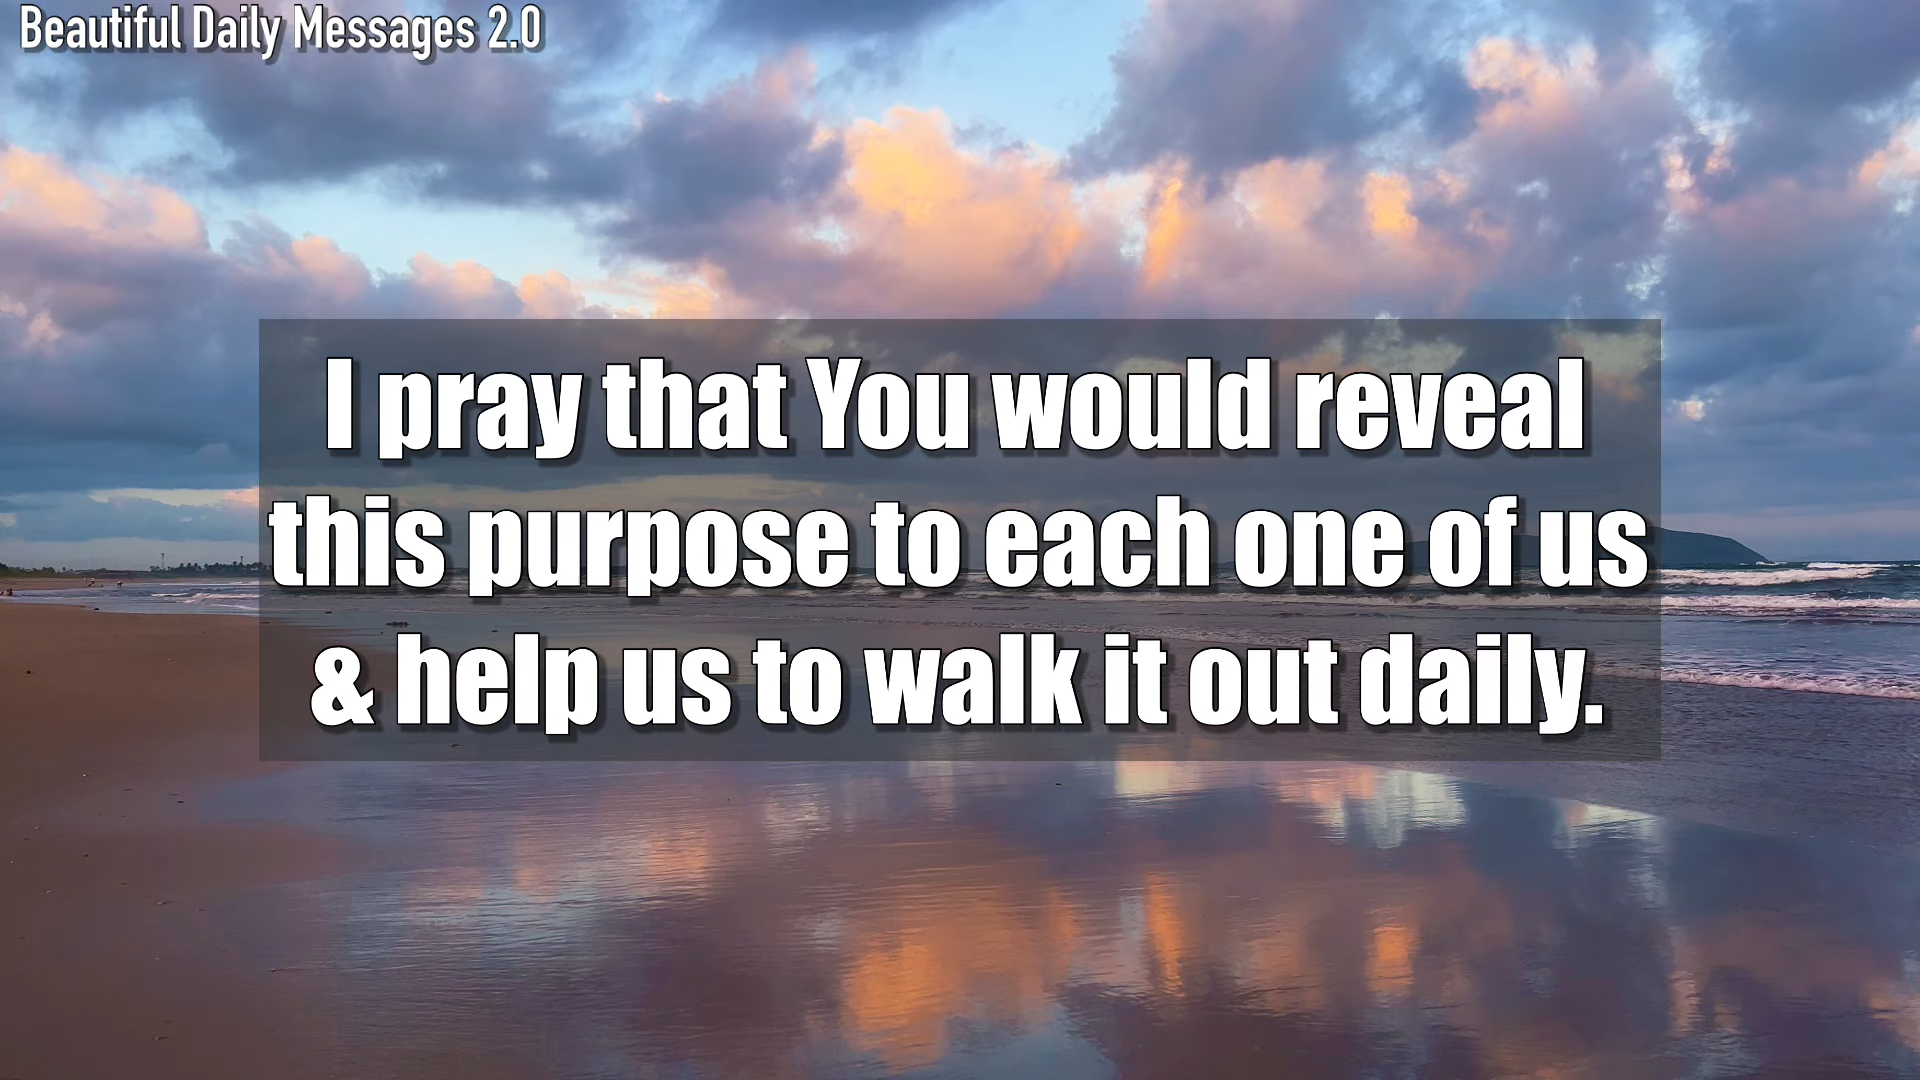 Beautiful Daily Messages 2.0
I pray that You would reveal
this purpose to each one of us
& help us to walk it out daily.